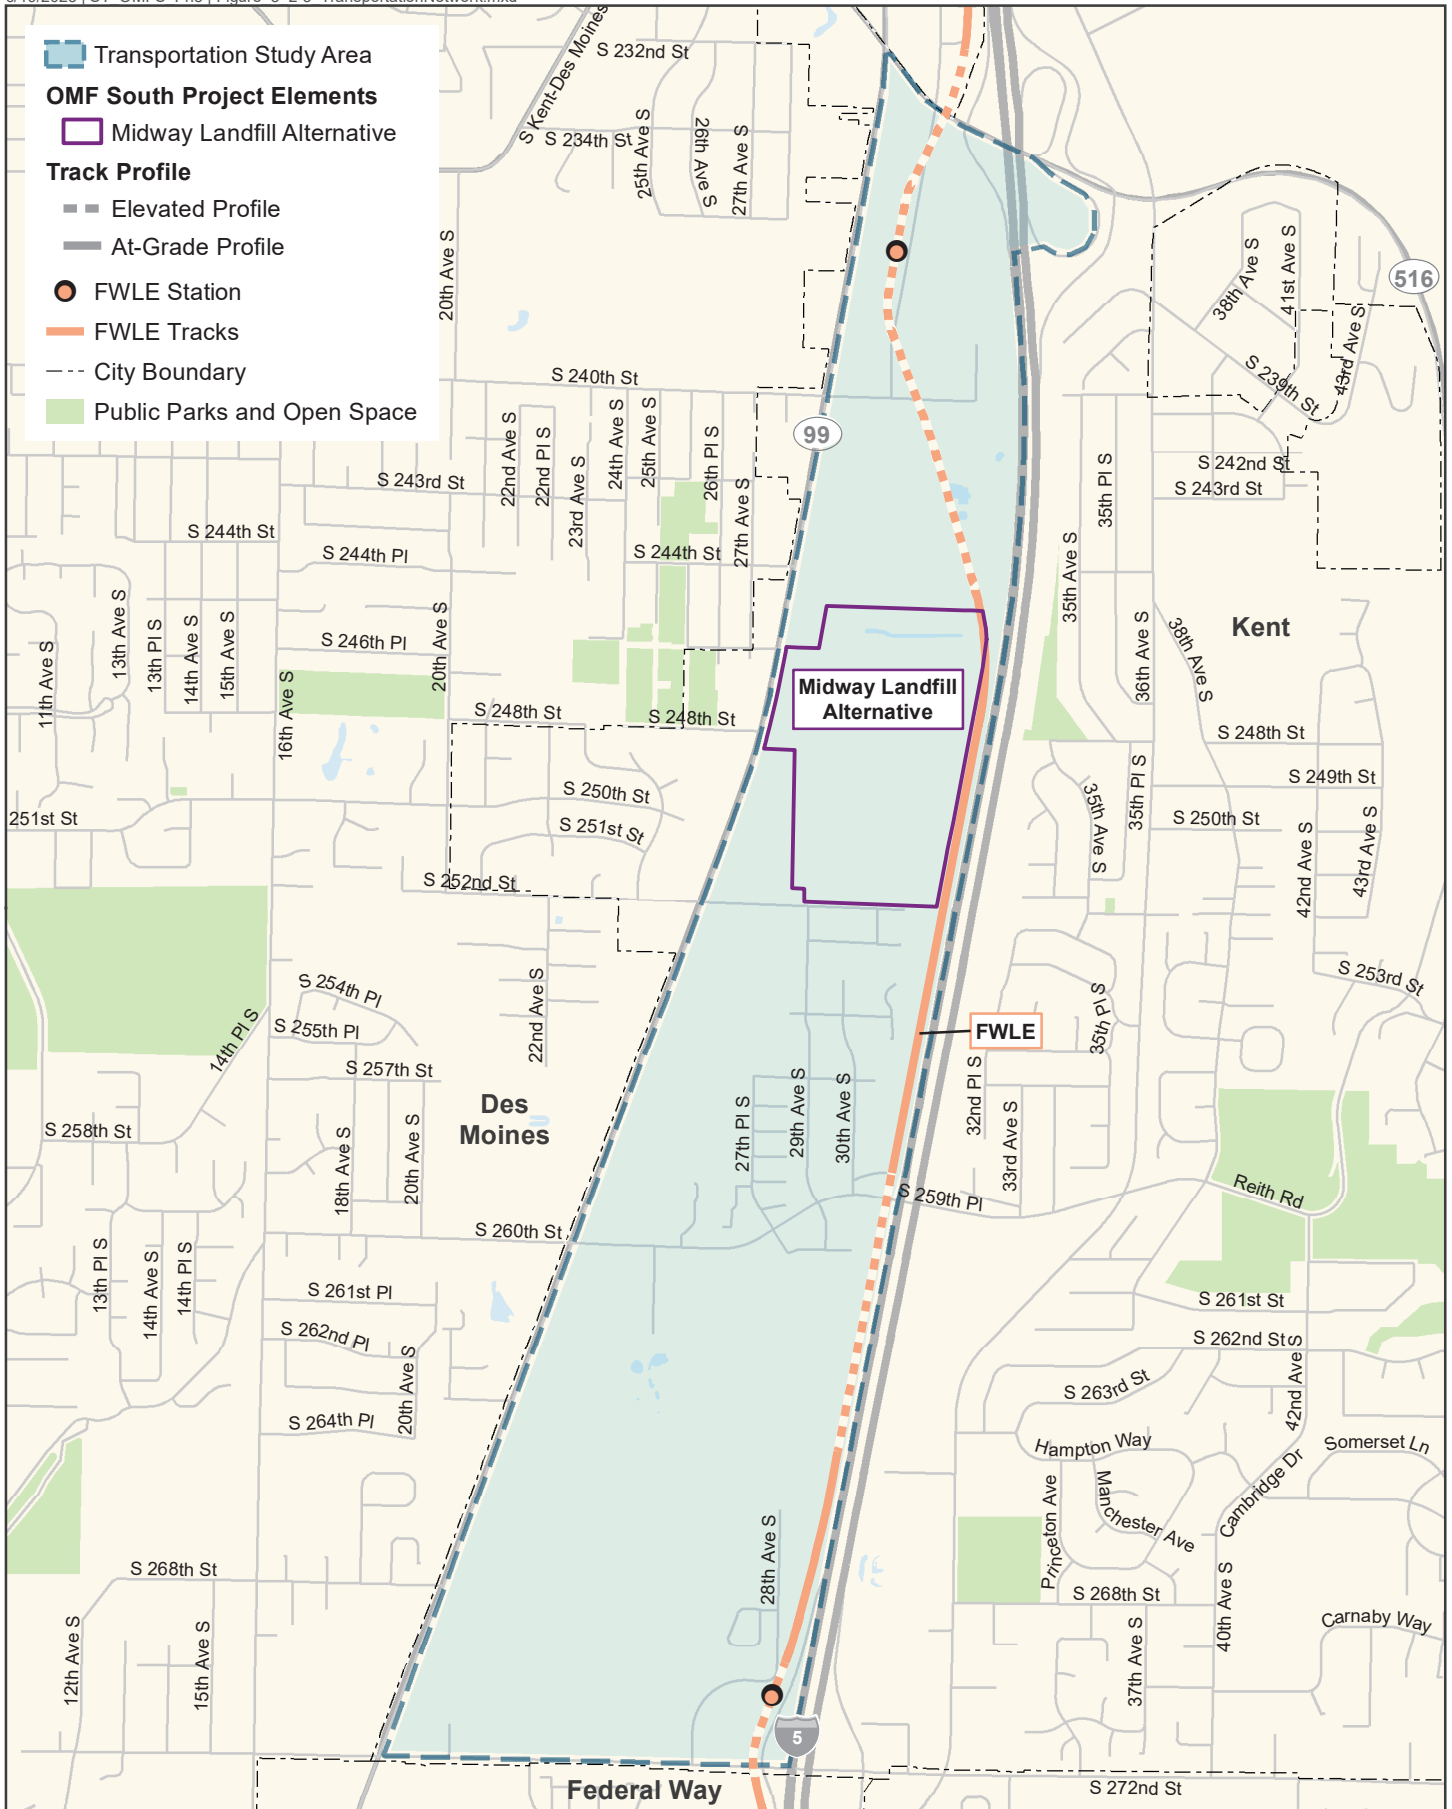 Transportation Study Area
OMF South Project Elements
Midway Landfill Alternative
Track Profile
Elevated Profile
At-Grade Profile
FWLE Station
FWLE Tracks
City Boundary
Public Parks and Open Space
S Kent-Des Moines
S 232nd St
S 234th St
25th Ave S
26th Ave S
27th Ave S
20th Ave S
516
38th Ave S
41st Ave S
43rd Ave S
S 239th St
S 240th St
99
22nd Ave S
22nd Pl S
23rd Ave S
24th Ave S
25th Ave S
26th Pl S
27th Ave S
S 243rd St
S 242nd St
S 243rd St
35th Pl S
35th Ave S
S 244th St
S 244th Pl
S 244th St
13th Ave S
13th Pl S
14th Ave S
15th Ave S
11th Ave S
S 246th Pl
20th Ave S
16th Ave S
36th Ave S
38th Ave S
Kent
Midway Landfill
Alternative
S 248th St
S 248th St
S 248th St
S 249th St
35th Pl S
35th Ave S
S 250th St
S 250th St
S 251st St
251st St
42nd Ave S
43rd Ave S
S 252nd St
S 253rd St
S 254th Pl
S 255th Pl
14th Pl S
22nd Ave S
35th Pl S
FWLE
S 257th St
32nd Pl S
33rd Ave S
27th Pl S
29th Ave S
30th Ave S
Des
Moines
S 258th St
18th Ave S
20th Ave S
S 259th Pl
Reith Rd
S 260th St
13th Pl S
14th Ave S
14th Pl S
S 261st Pl
S 261st St
S 262nd Pl
S 262nd St
20th Ave S
S 263rd St
42nd Ave S
S 264th Pl
Hampton Way
Somerset Ln
Princeton Ave
Manchester Ave
Cambridge Dr
28th Ave S
S 268th St
S 268th St
12th Ave S
15th Ave S
37th Ave S
40th Ave S
Carnaby Way
5
Federal Way
S 272nd St